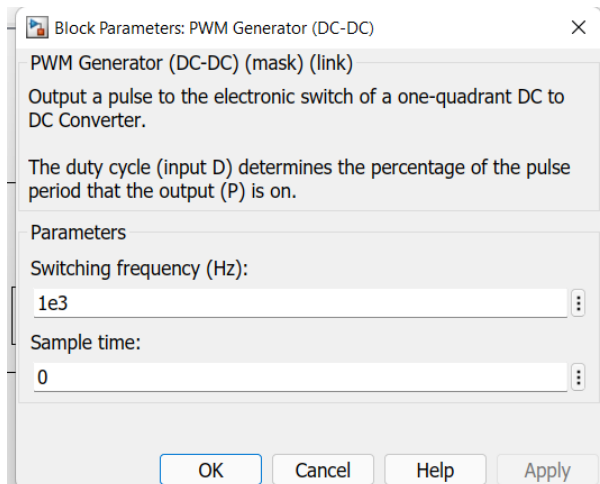 Block Parameters: PWM Generator (DC-DC)
PWM Generator (DC-DC) (mask) (link)
Output a pulse to the electronic switch of a one-quadrant DC to
DC Converter.
The duty cycle (input D) determines the percentage of the pulse
period that the output (P) is on.
Parameters
Switching frequency (Hz):
1e3
Sample time:
0
OK Cancel Help Apply